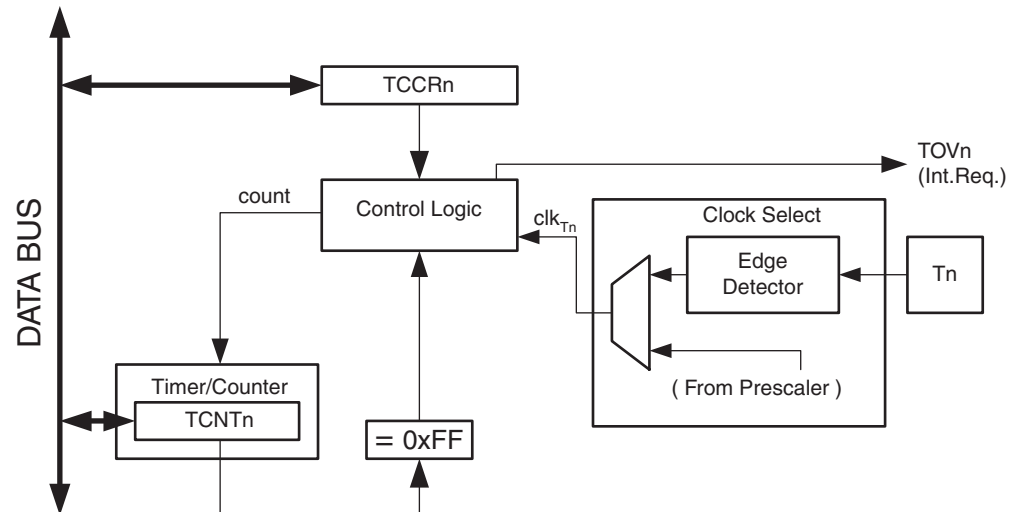 TCCRn
TOVn
(Int.Req.)
count
Control Logic
clkTn
Clock Select
Edge
Detector
Tn
DATA BUS
Timer/Counter
TCNTn
= 0xFF
( From Prescaler )